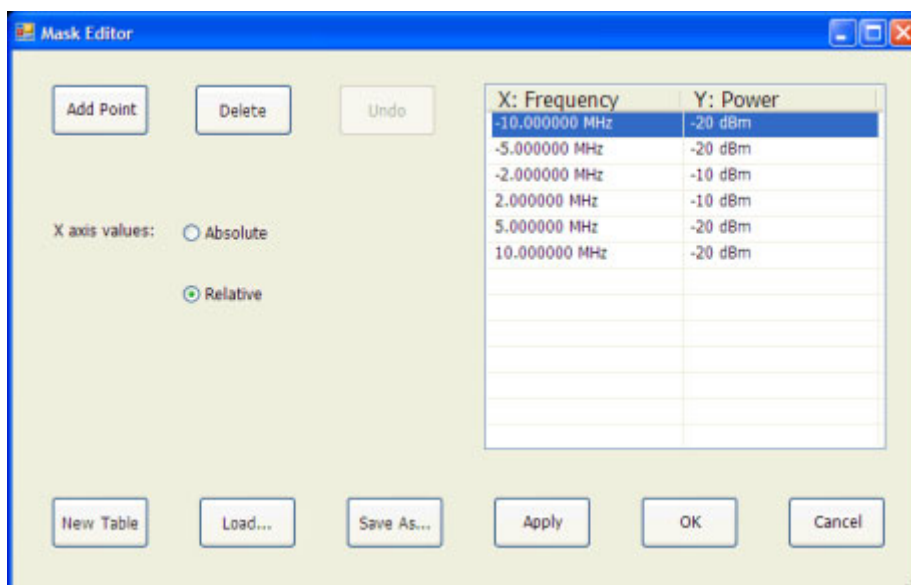 Mask Editor
Add Point
Delete
Undo
X: Frequency Y: Power
-10.000000 MHz -20 dBm
-5.000000 MHz -20 dBm
-2.000000 MHz -10 dBm
2.000000 MHz -10 dBm
5.000000 MHz -20 dBm
10.000000 MHz -20 dBm
X axis values:
Absolute
Relative
New Table
Load...
Save As...
Apply
OK
Cancel